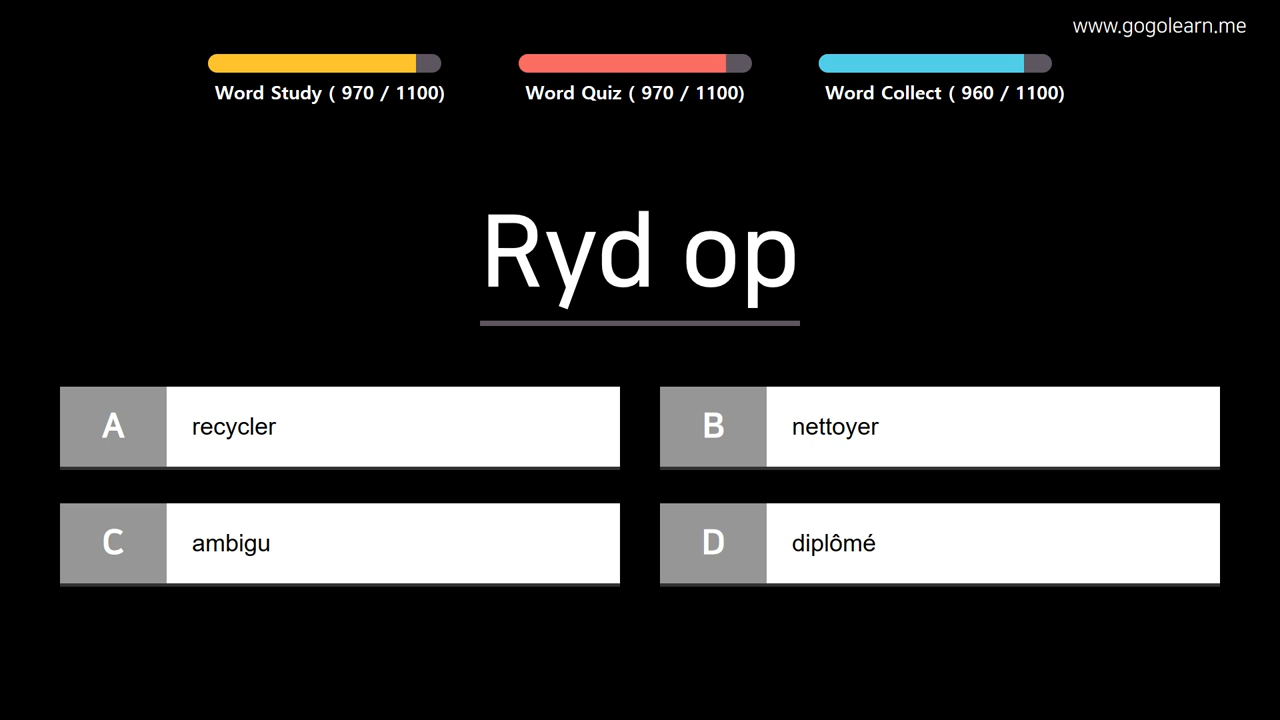 www.gogolearn.me
Word Study ( 970 / 1100)
Word Quiz ( 970 / 1100)
Word Collect ( 960 / 1100)
Ryd op
A recycler
B nettoyer
C ambigu
D diplômé